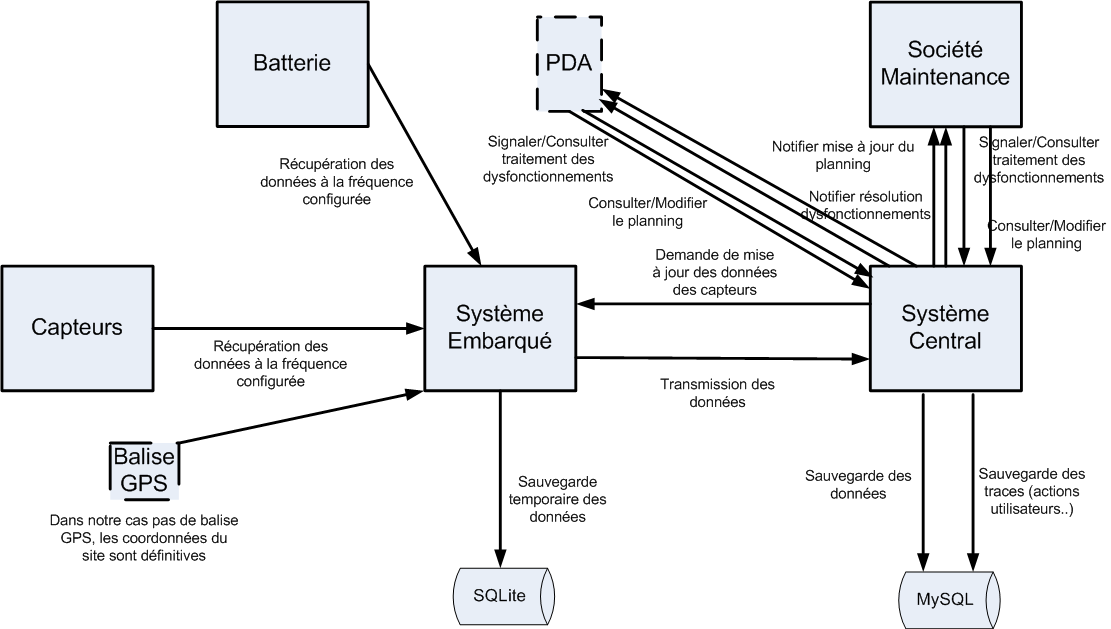 Batterie
PDA
Société
Maintenance
Récupération des
données à la fréquence
configurée
Signaler/Consulter
traitement des
dysfonctionnements
Consulter/Modifier
le planning
Notifier mise à jour du
planning
Notifier résolution
dysfonctionnements
Signaler/Consulter
traitement des
dysfonctionnements
Consulter/Modifier
le planning
Demande de mise
à jour des données
des capteurs
Capteurs
Système
Embarqué
Système
Central
Récupération des
données à la fréquence
configurée
Transmission des
données
Balise
GPS
Dans notre cas pas de balise
GPS, les coordonnées du
site sont définitives
Sauvegarde
temporaire des
données
Sauvegarde des
données
Sauvegarde des
traces (actions
utilisateurs..)
SQLite
MySQL